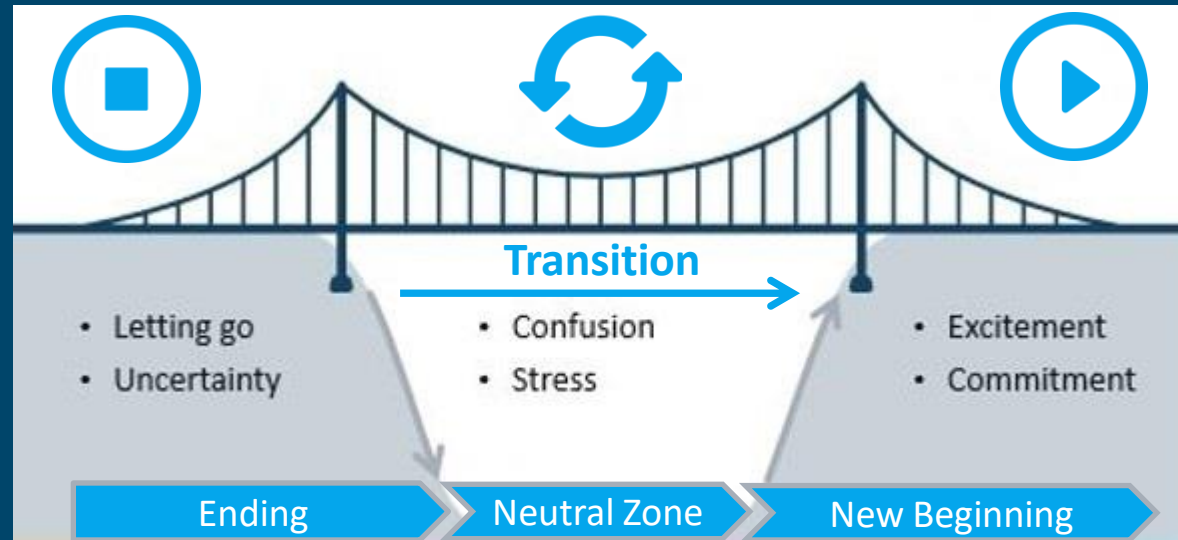 Transition
• Letting go
• Uncertainty
• Confusion
• Stress
• Excitement
• Commitment
Ending
Neutral Zone
New Beginning